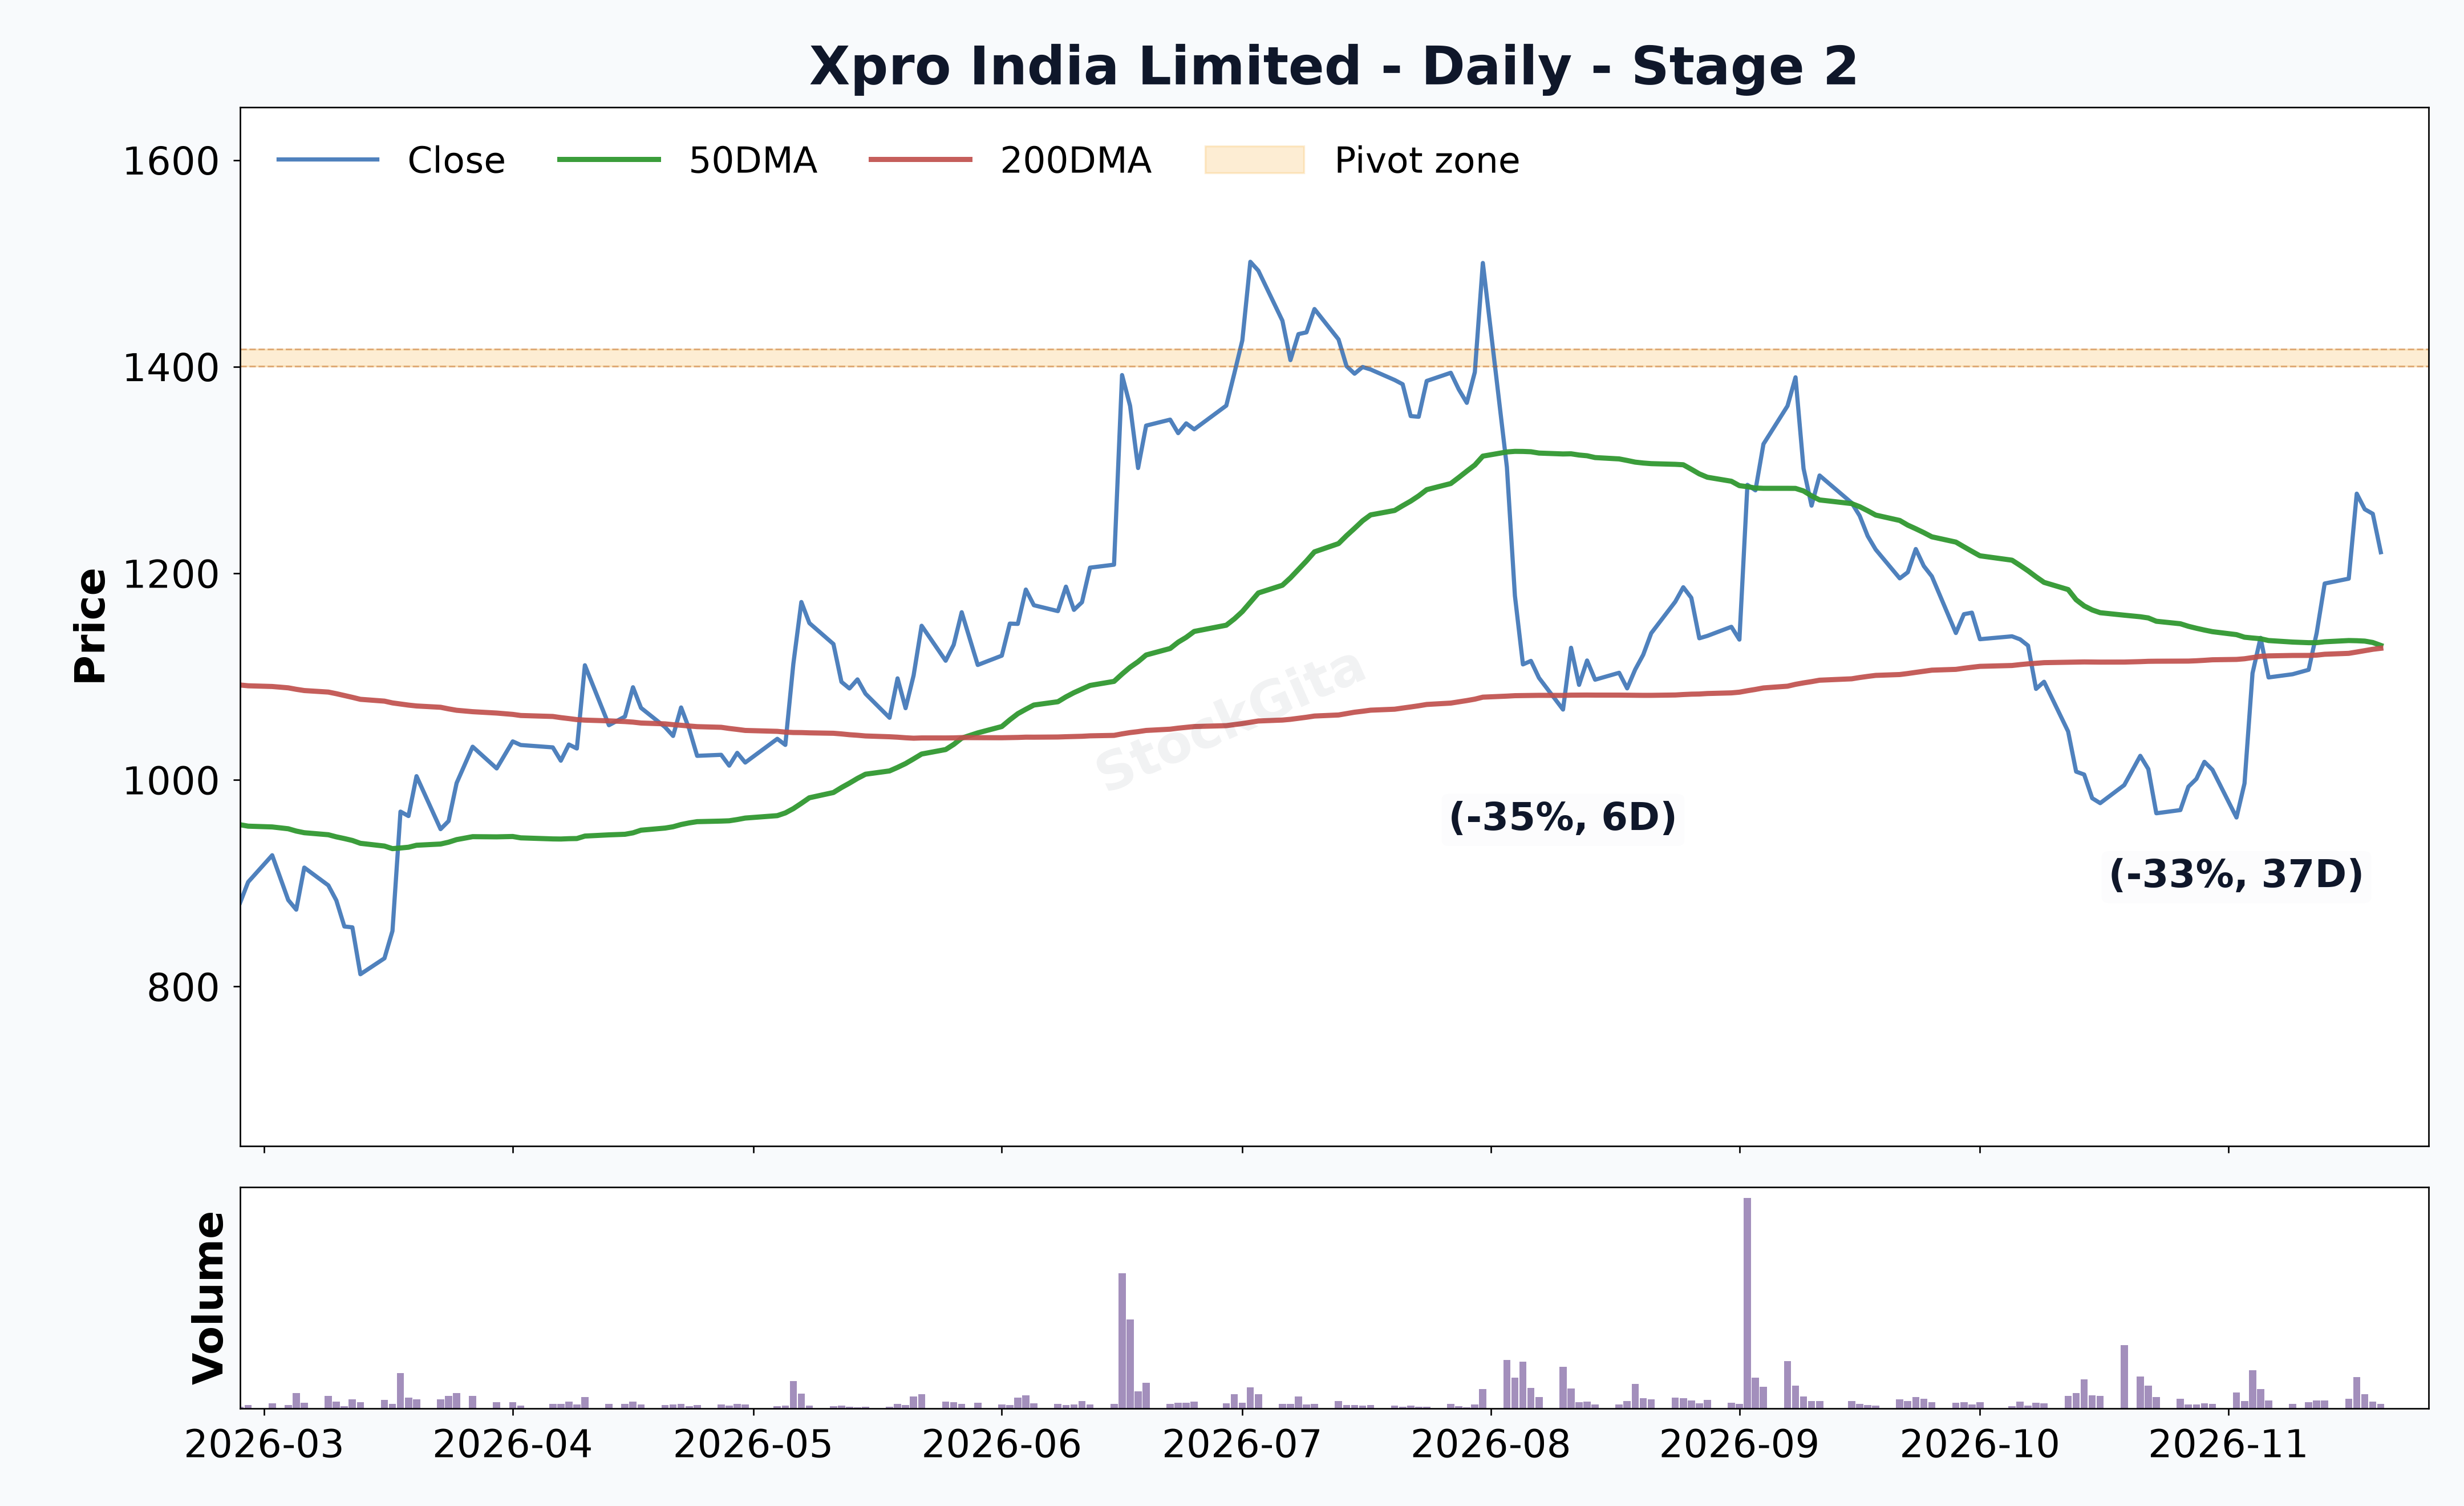 Xpro India Limited - Daily - Stage 2
Close 50DMA 200DMA Pivot zone
Price
1600
1400
1200
1000
800
StockGita
(-35%, 6D)
(-33%, 37D)
Volume
2026-03 2026-04 2026-05 2026-06 2026-07 2026-08 2026-09 2026-10 2026-11